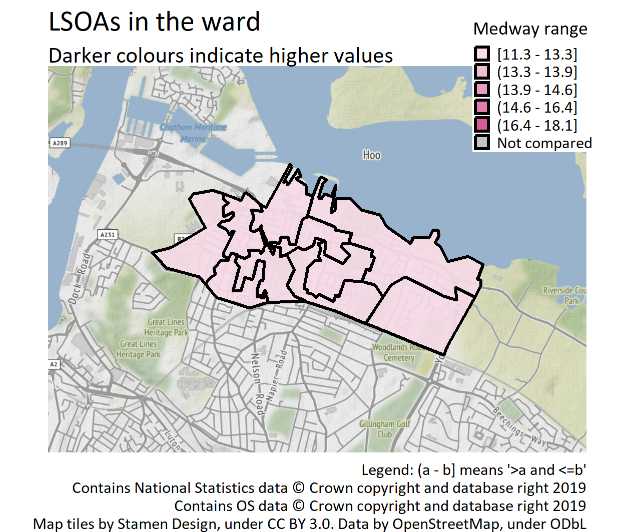 LSOAs in the ward
Darker colours indicate higher values
Medway range
[11.3 - 13.3]
(13.3 - 13.9]
(13.9 - 14.6]
(14.6 - 16.4]
(16.4 - 18.1]
Not compared
Chatham Maritime
Marina
A289
Hoo
A231
Dock Road
Riverside Cou
Park
Great Lines
Heritage Park
Great Lines
Heritage Park
Woodlands Ro
Cemetery
A2
Nelson Road
Napier Road
Gillingham Golf
Club
Beechings Way
Legend: (a - b] means '>a and <=b'
Contains National Statistics data © Crown copyright and database right 2019
Contains OS data © Crown copyright and database right 2019
Map tiles by Stamen Design, under CC BY 3.0. Data by OpenStreetMap, under ODbL